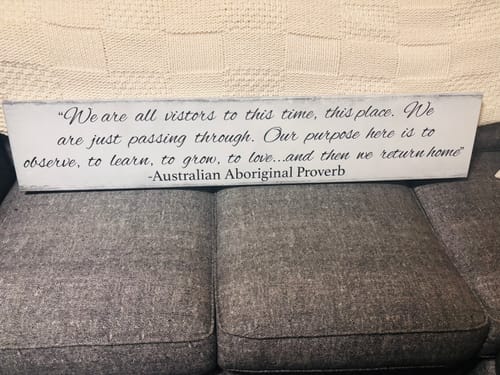 "We are all vistors to this time, this place. We
are just passing through. Our purpose here is to
observe, to learn, to grow, to love...and then we return home"
-Australian Aboriginal Proverb